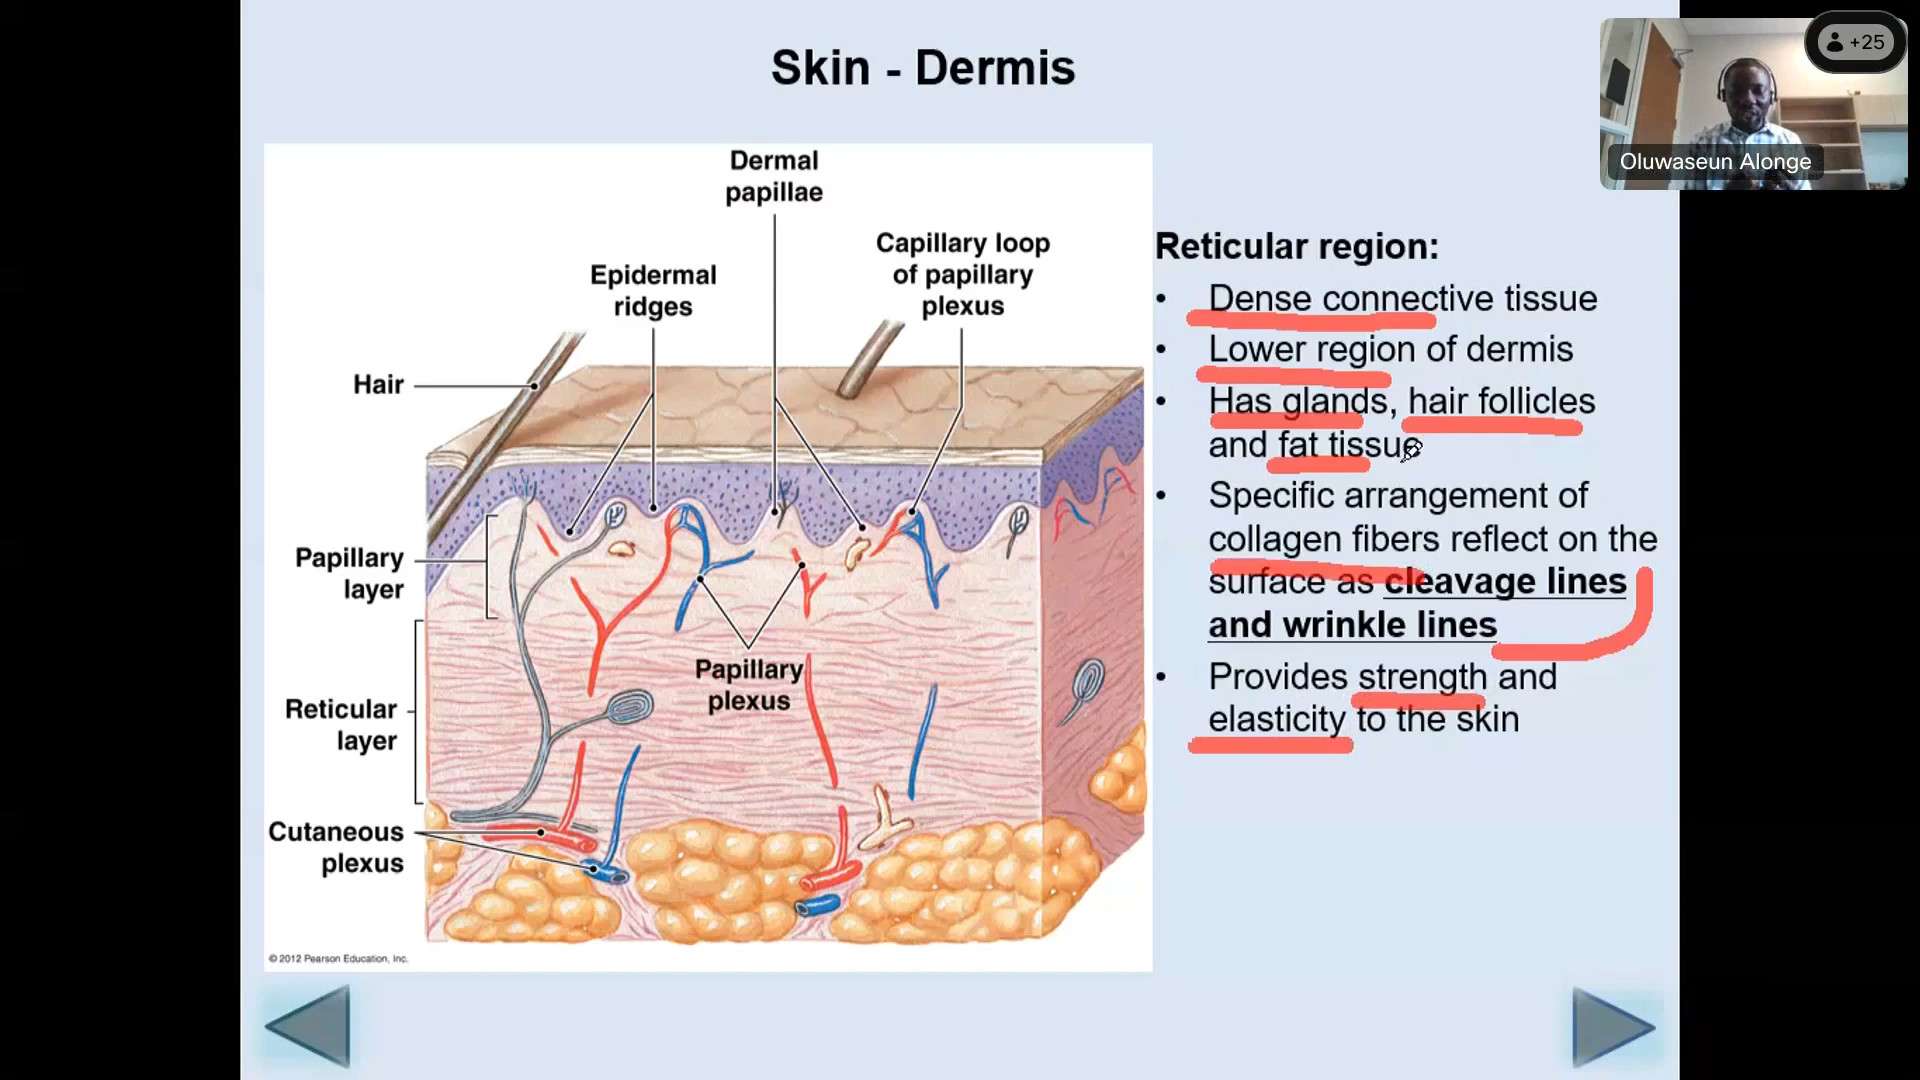 Skin - Dermis
+25
Oluwaseun Alonge
Dermal
papillae
Capillary loop
of papillary
plexus
Epidermal
ridges
Hair
Papillary
layer
Papillary
plexus
Reticular
layer
Cutaneous
plexus
© 2012 Pearson Education, Inc.
Reticular region:
• Dense connective tissue
• Lower region of dermis
• Has glands, hair follicles
and fat tissue
• Specific arrangement of
collagen fibers reflect on the
surface as cleavage lines
and wrinkle lines
• Provides strength and
elasticity to the skin